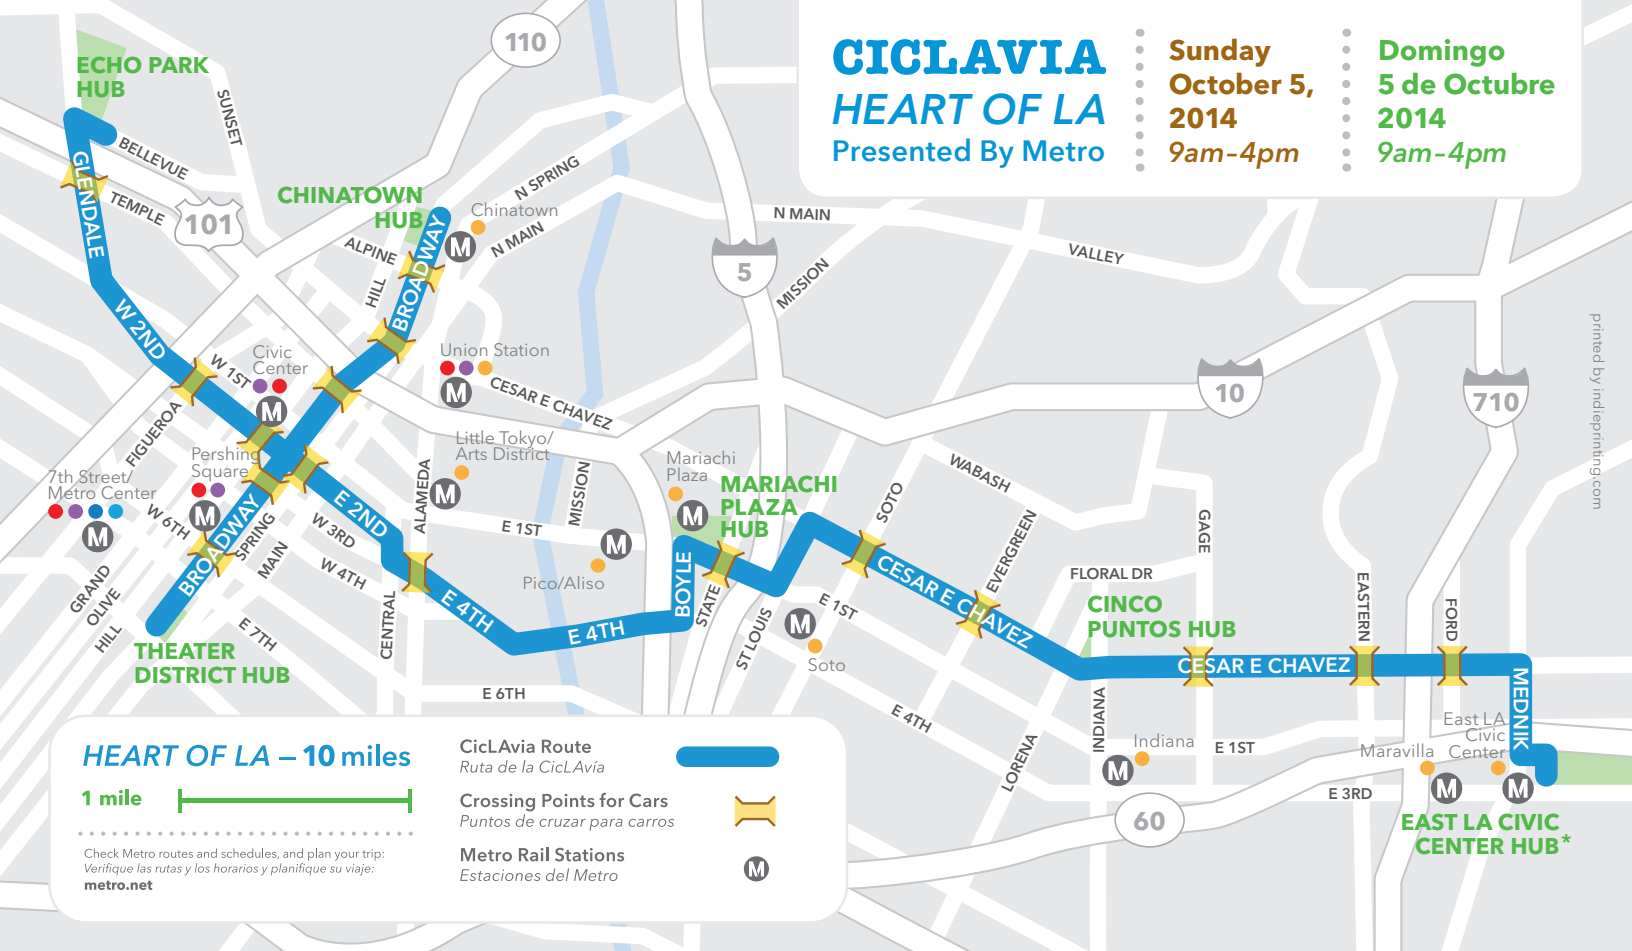 CICLAVIA
HEART OF LA
Presented By Metro
Sunday
October 5,
2014
9am–4pm
Domingo
5 de Octubre
2014
9am–4pm
110
ECHO PARK
HUB
SUNSET
BELLEVUE
GLENDALE
TEMPLE
101
CHINATOWN
HUB
Chinatown
M
N SPRING
N MAIN
N MAIN
ALPINE
HILL
BROADWAY
5
MISSION
VALLEY
W 2ND
W 1ST
Civic
Center
M
Union Station
M
CESAR E CHAVEZ
10
710
printed by indieprinting.com
FIGUEROA
Pershing
Square
M
7th Street/
Metro Center
M
W 6TH
BROADWAY
SPRING
MAIN
W 3RD
W 4TH
E 2ND
ALAMEDA
Little Tokyo/
Arts District
M
MISSION
E 1ST
M
Pico/Aliso
Mariachi
Plaza
M
MARIACHI
PLAZA
HUB
SOTO
WABASH
EVERGREEN
GAGE
GRAND
OLIVE
HILL
E 7TH
CENTRAL
E 4TH
E 4TH
BOYLE
STATE
ST LOUIS
E 1ST
M
Soto
CESAR E CHAVEZ
FLORAL DR
CINCO
PUNTOS HUB
EASTERN
FORD
CESAR E CHAVEZ
MEDNIK
THEATER
DISTRICT HUB
E 6TH
E 4TH
LORENA
INDIANA
Indiana
M
E 1ST
East LA
Civic
Center
Maravilla
M
M
E 3RD
60
EAST LA CIVIC
CENTER HUB*
HEART OF LA – 10 miles
1 mile
Check Metro routes and schedules, and plan your trip:
Verifique las rutas y los horarios y planifique su viaje:
metro.net
CicLAvia Route
Ruta de la CicLAvía
Crossing Points for Cars
Puntos de cruzar para carros
Metro Rail Stations
Estaciones del Metro
M